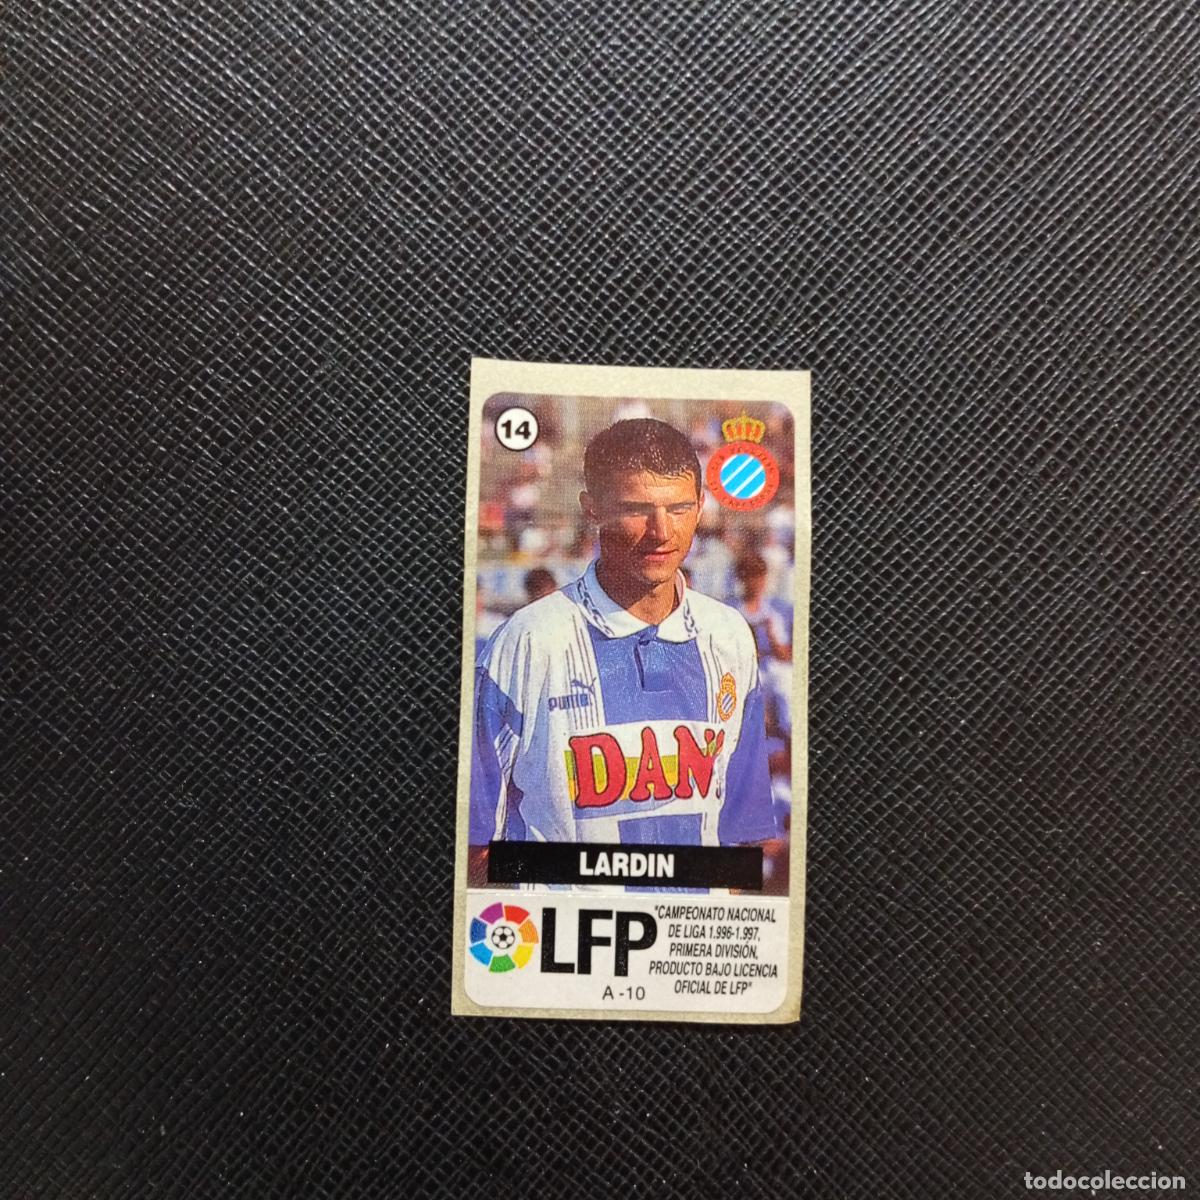 14
PUMA
DAN'
LARDIN
LFP
"CAMPEONATO NACIONAL
DE LIGA 1.996-1.997,
PRIMERA DIVISIÓN,
PRODUCTO BAJO LICENCIA
OFICIAL DE LFP"
A -10
todocoleccion